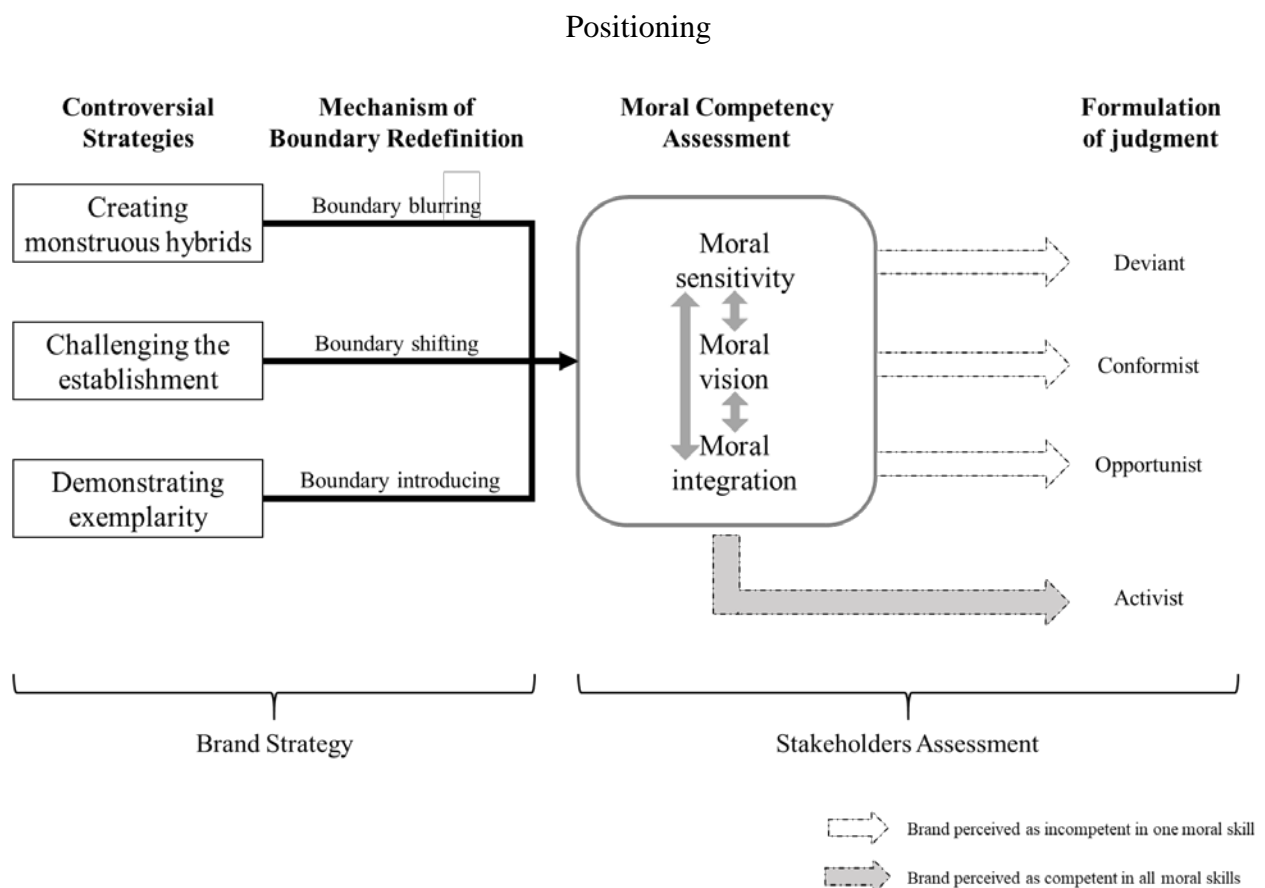 Positioning
Controversial
Strategies
Mechanism of
Boundary Redefinition
Moral Competency
Assessment
Formulation
of judgment
Creating
monstruous hybrids
Boundary blurring
Challenging the
establishment
Boundary shifting
Demonstrating
exemplarity
Boundary introducing
Moral
sensitivity
Moral
vision
Moral
integration
Deviant
Conformist
Opportunist
Activist
Brand Strategy
Stakeholders Assessment
Brand perceived as incompetent in one moral skill
Brand perceived as competent in all moral skills